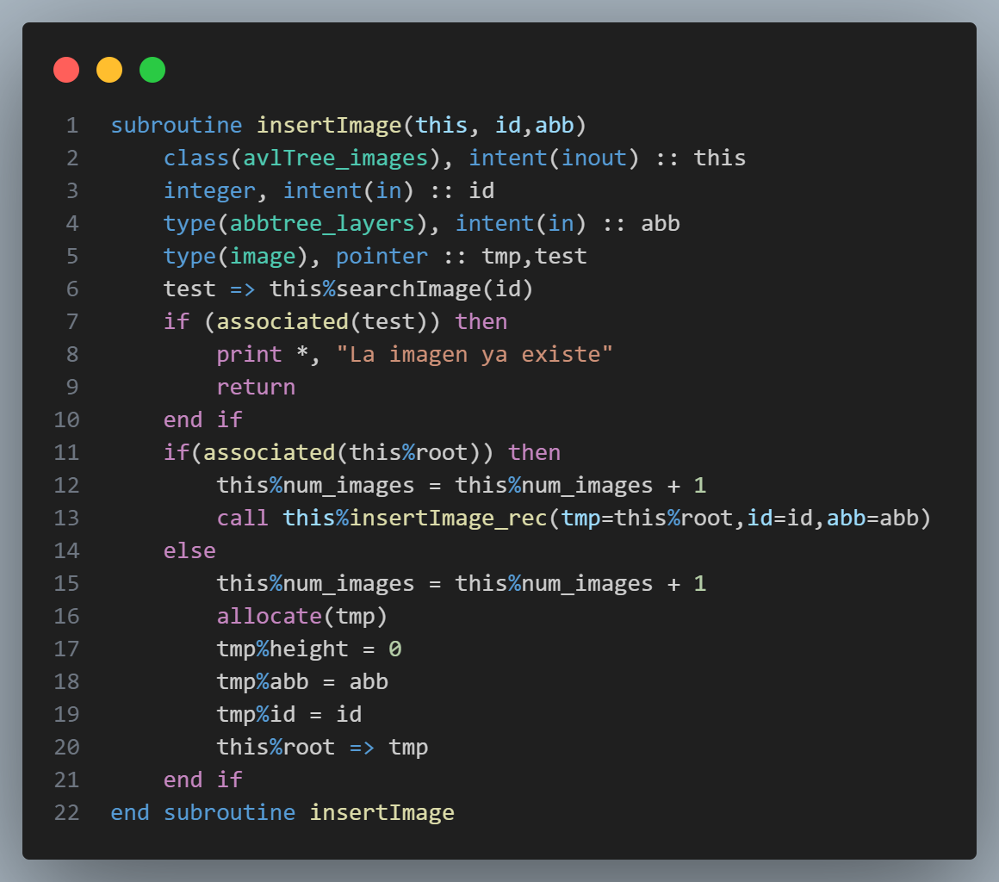 1 subroutine insertImage(this, id,abb)
2     class(avlTree_images), intent(inout) :: this
3     integer, intent(in) :: id
4     type(abbtree_layers), intent(in) :: abb
5     type(image), pointer :: tmp,test
6     test => this%searchImage(id)
7     if (associated(test)) then
8         print *, "La imagen ya existe"
9         return
10     end if
11     if(associated(this%root)) then
12         this%num_images = this%num_images + 1
13         call this%insertImage_rec(tmp=this%root,id=id,abb=abb)
14     else
15         this%num_images = this%num_images + 1
16         allocate(tmp)
17         tmp%height = 0
18         tmp%abb = abb
19         tmp%id = id
20         this%root => tmp
21     end if
22 end subroutine insertImage